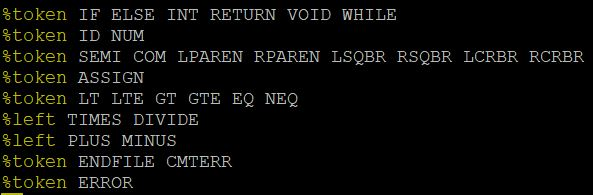 %token IF ELSE INT RETURN VOID WHILE
%token ID NUM
%token SEMI COM LPAREN RPAREN LSQBR RSQBR LCRBR RCRBR
%token ASSIGN
%token LT LTE GT GTE EQ NEQ
%left TIMES DIVIDE
%left PLUS MINUS
%token ENDFILE CMTERR
%token ERROR